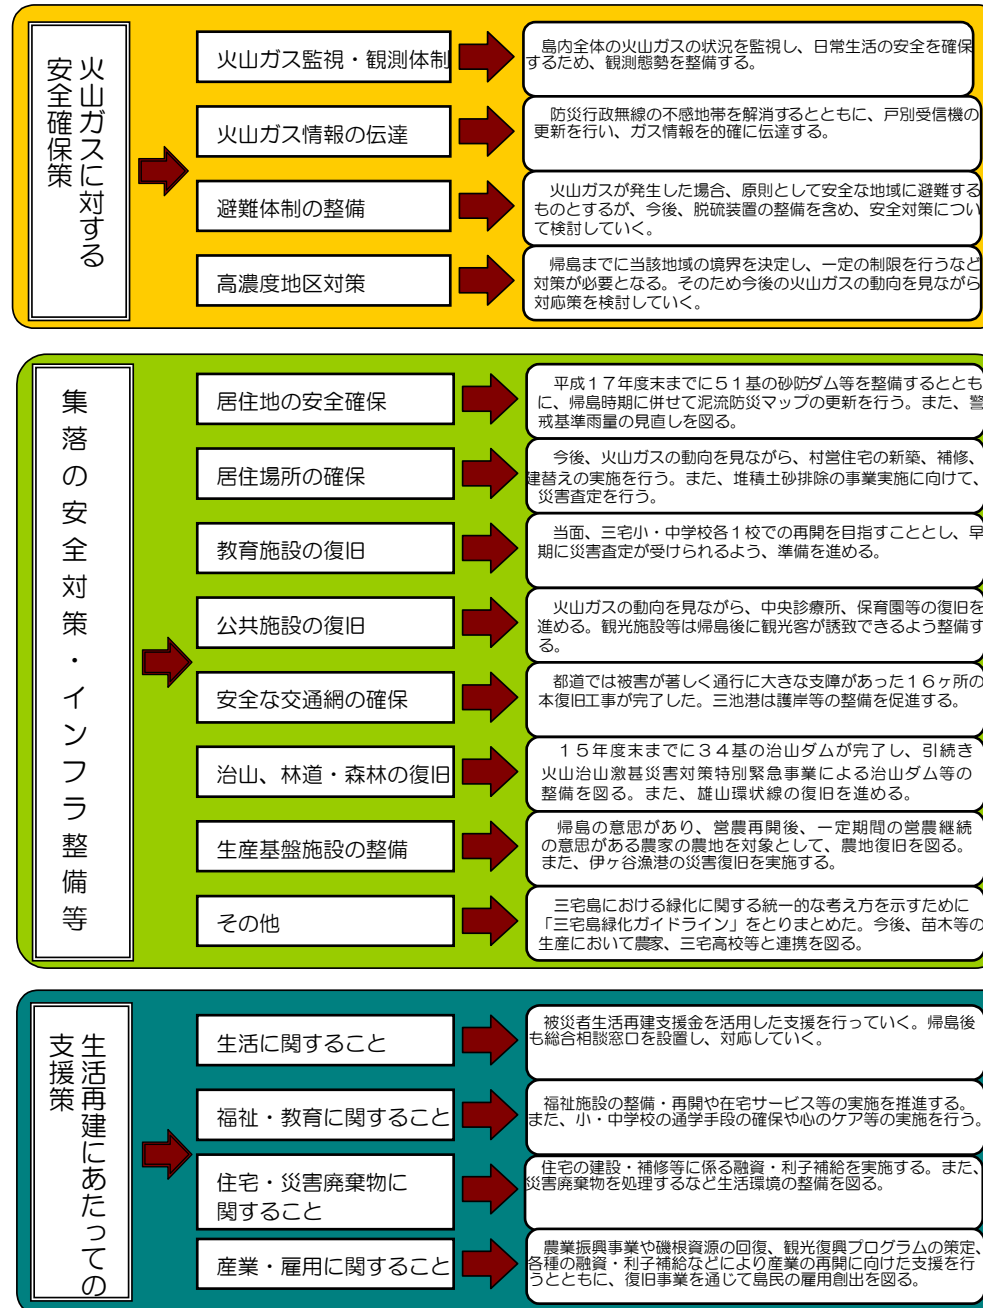 火山ガスに対する
安全確保策
火山ガス監視・観測体制
島内全体の火山ガスの状況を監視し、日常生活の安全を確保
するため、観測態勢を整備する。
火山ガス情報の伝達
防災行政無線の不感地帯を解消するとともに、戸別受信機の
更新を行い、ガス情報を的確に伝達する。
避難体制の整備
火山ガスが発生した場合、原則として安全な地域に避難する
ものとするが、今後、脱硫装置の整備を含め、安全対策につい
て検討していく。
高濃度地区対策
帰島までに当該地域の境界を決定し、一定の制限を行うなど
対策が必要となる。そのため今後の火山ガスの動向を見ながら
対応策を検討していく。
集落の安全対策・インフラ整備等
居住地の安全確保
平成17年度末までに51基の砂防ダム等を整備するととも
に、帰島時期に併せて泥流防災マップの更新を行う。また、警
戒基準雨量の見直しを図る。
居住場所の確保
今後、火山ガスの動向を見ながら、村営住宅の新築、補修、
建替えの実施を行う。また、堆積土砂排除の事業実施に向けて、
災害査定を行う。
教育施設の復旧
当面、三宅小・中学校各1校での再開を目指すこととし、早
期に災害査定が受けられるよう、準備を進める。
公共施設の復旧
火山ガスの動向を見ながら、中央診療所、保育園等の復旧を
進める。観光施設等は帰島後に観光客が誘致できるよう整備す
る。
安全な交通網の確保
都道では被害が著しく通行に大きな支障があった16ヶ所の
本復旧工事が完了した。三池港は護岸等の整備を促進する。
治山、林道・森林の復旧
15年度末までに34基の治山ダムが完了し、引続き
火山治山激甚災害対策特別緊急事業による治山ダム等の
整備を図る。また、雄山環状線の復旧を進める。
生産基盤施設の整備
帰島の意思があり、営農再開後、一定期間の営農継続
の意思がある農家の農地を対象として、農地復旧を図る。
また、伊ヶ谷漁港の災害復旧を実施する。
その他
三宅島における緑化に関する統一的な考え方を示すために
「三宅島緑化ガイドライン」をとりまとめた。今後、苗木等の
生産において農家、三宅高校等と連携を図る。
生活再建にあたっての
支援策
生活に関すること
被災者生活再建支援金を活用した支援を行っていく。帰島後
も総合相談窓口を設置し、対応していく。
福祉・教育に関すること
福祉施設の整備・再開や在宅サービス等の実施を推進する。
また、小・中学校の通学手段の確保や心のケア等の実施を行う。
住宅・災害廃棄物に
関すること
住宅の建設・補修等に係る融資・利子補給を実施する。また、
災害廃棄物を処理するなど生活環境の整備を図る。
産業・雇用に関すること
農業振興事業や磯根資源の回復、観光復興プログラムの策定、
各種の融資・利子補給などにより産業の再開に向けた支援を行
うとともに、復旧事業を通じて島民の雇用創出を図る。